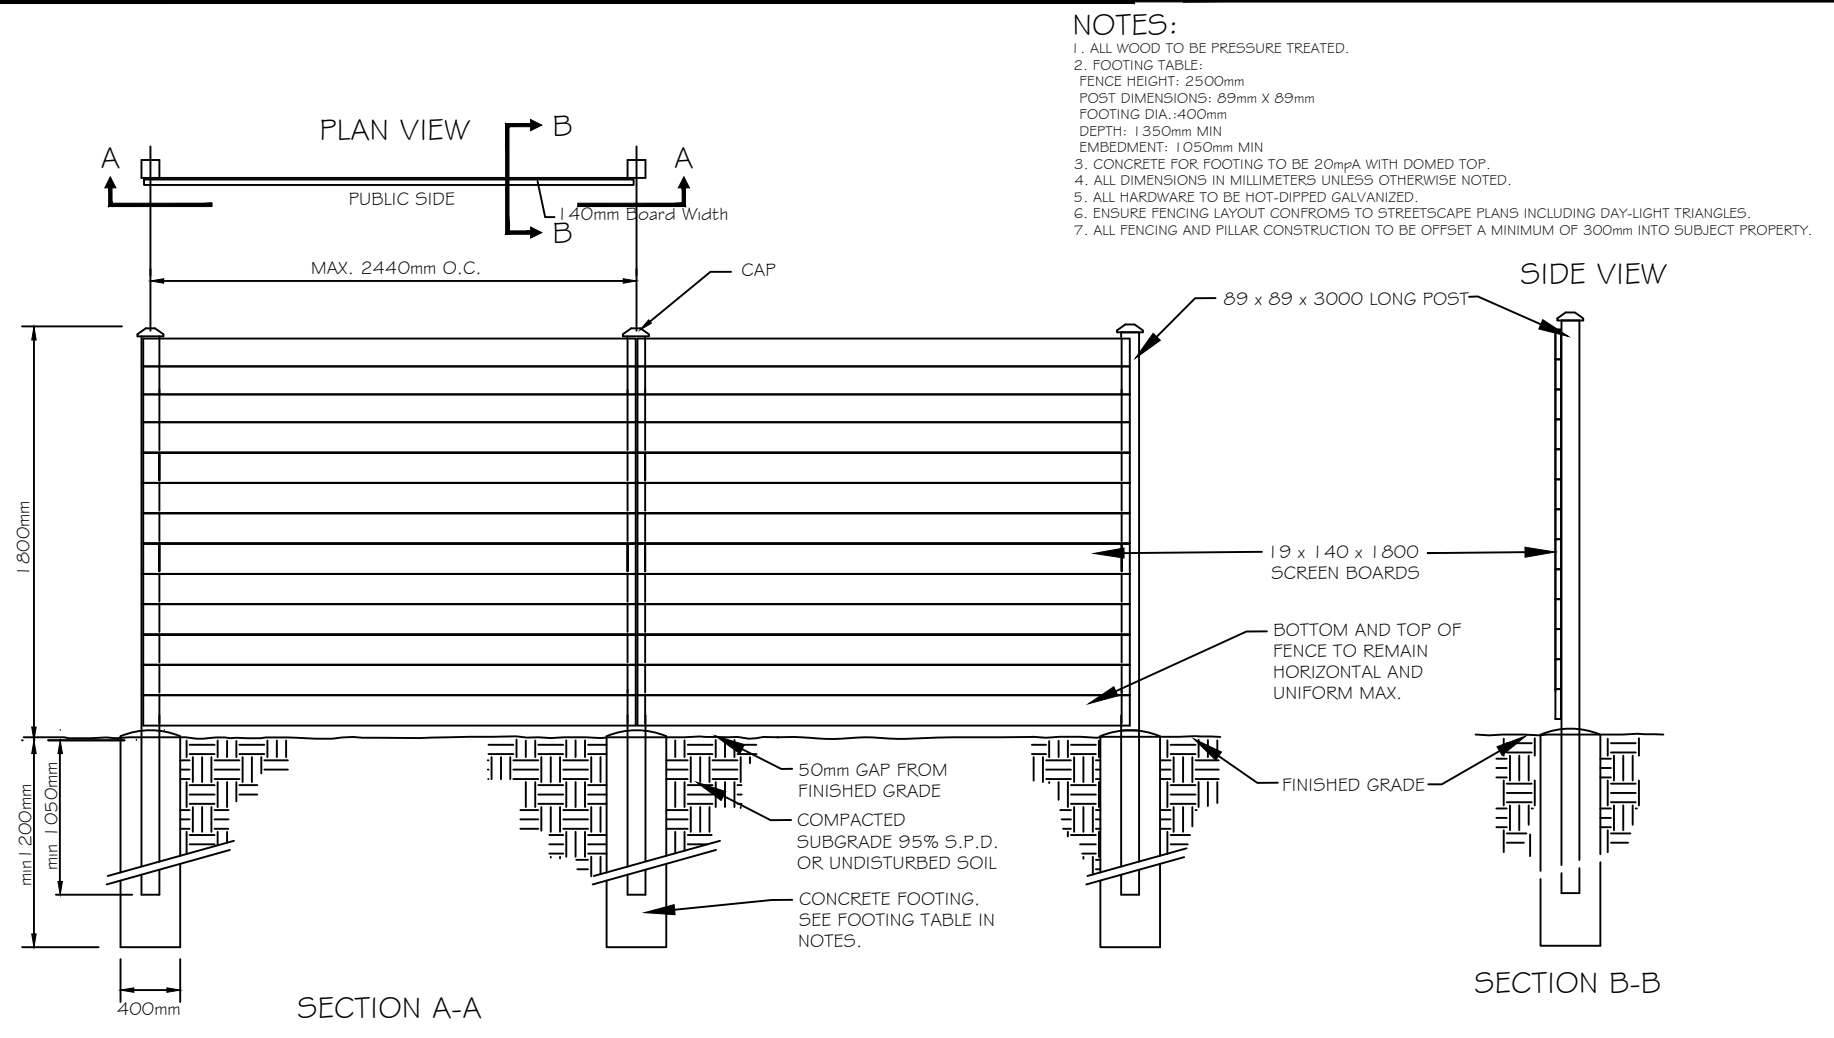 NOTES:
1. ALL WOOD TO BE PRESSURE TREATED.
2. FOOTING TABLE:
FENCE HEIGHT: 2500mm
POST DIMENSIONS: 89mm X 89mm
FOOTING DIA.:400mm
DEPTH: 1350mm MIN
EMBEDMENT: 1050mm MIN
3. CONCRETE FOR FOOTING TO BE 20mpA WITH DOMED TOP.
4. ALL DIMENSIONS IN MILLIMETERS UNLESS OTHERWISE NOTED.
5. ALL HARDWARE TO BE HOT-DIPPED GALVANIZED.
6. ENSURE FENCING LAYOUT CONFROMS TO STREETSCAPE PLANS INCLUDING DAY-LIGHT TRIANGLES.
7. ALL FENCING AND PILLAR CONSTRUCTION TO BE OFFSET A MINIMUM OF 300mm INTO SUBJECT PROPERTY.
PLAN VIEW
B
A
A
PUBLIC SIDE
140mm Board Width
B
MAX. 2440mm O.C.
CAP
SIDE VIEW
89 x 89 x 3000 LONG POST
1800mm
19 x 140 x 1800
SCREEN BOARDS
BOTTOM AND TOP OF
FENCE TO REMAIN
HORIZONTAL AND
UNIFORM MAX.
min1200mm
min 1050mm
50mm GAP FROM
FINISHED GRADE
FINISHED GRADE
COMPACTED
SUBGRADE 95% S.P.D.
OR UNDISTURBED SOIL
CONCRETE FOOTING.
SEE FOOTING TABLE IN
NOTES.
400mm
SECTION A-A
SECTION B-B